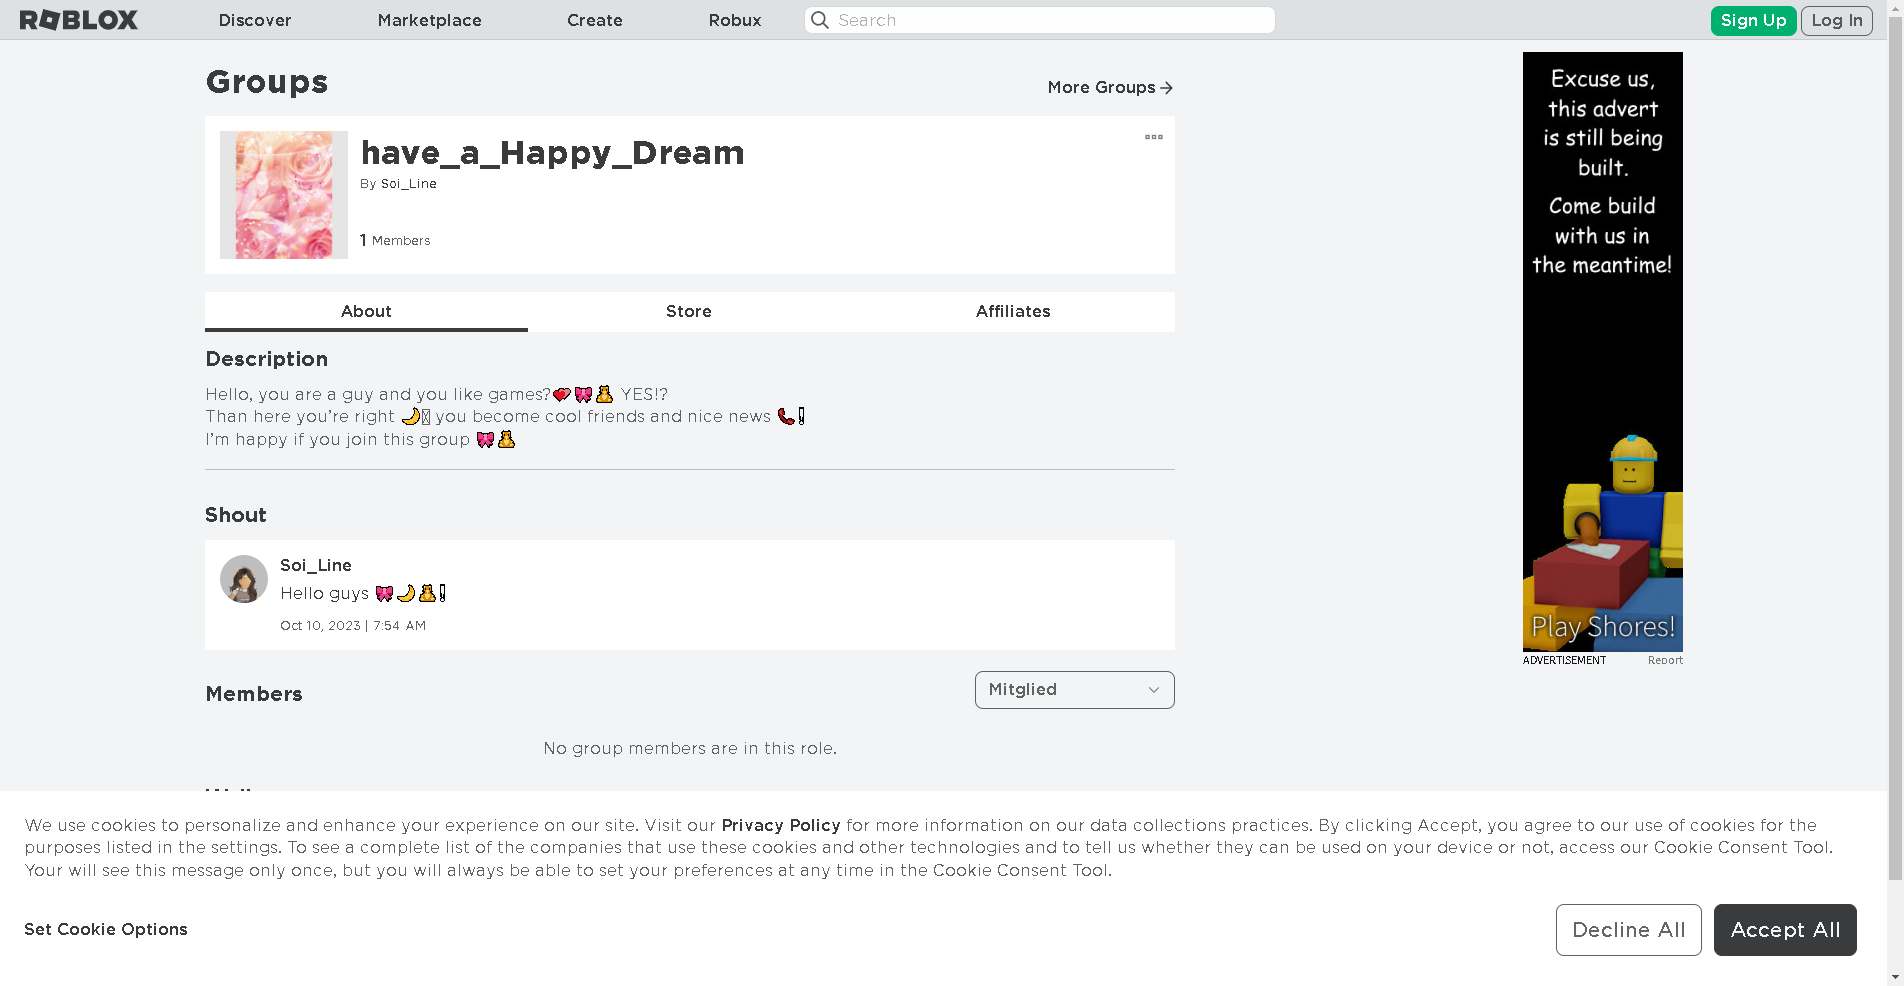 ROBLOX Discover Marketplace Create Robux Search Sign Up Log In
Groups
More Groups
have_a_Happy_Dream
By Soi_Line
1 Members
About Store Affiliates
Description
Hello, you are a guy and you like games?💕🎀🧸 YES!?
Than here you’re right 🌙 you become cool friends and nice news 📞❕
I’m happy if you join this group 🎀🧸
Shout
Soi_Line
Hello guys 🎀🌙🧸❕
Oct 10, 2023 | 7:54 AM
Members
Mitglied
No group members are in this role.
Excuse us,
this advert
is still being
built.
Come build
with us in
the meantime!
Play Shores!
ADVERTISEMENT Report
We use cookies to personalize and enhance your experience on our site. Visit our Privacy Policy for more information on our data collections practices. By clicking Accept, you agree to our use of cookies for the
purposes listed in the settings. To see a complete list of the companies that use these cookies and other technologies and to tell us whether they can be used on your device or not, access our Cookie Consent Tool.
Your will see this message only once, but you will always be able to set your preferences at any time in the Cookie Consent Tool.
Set Cookie Options
Decline All
Accept All